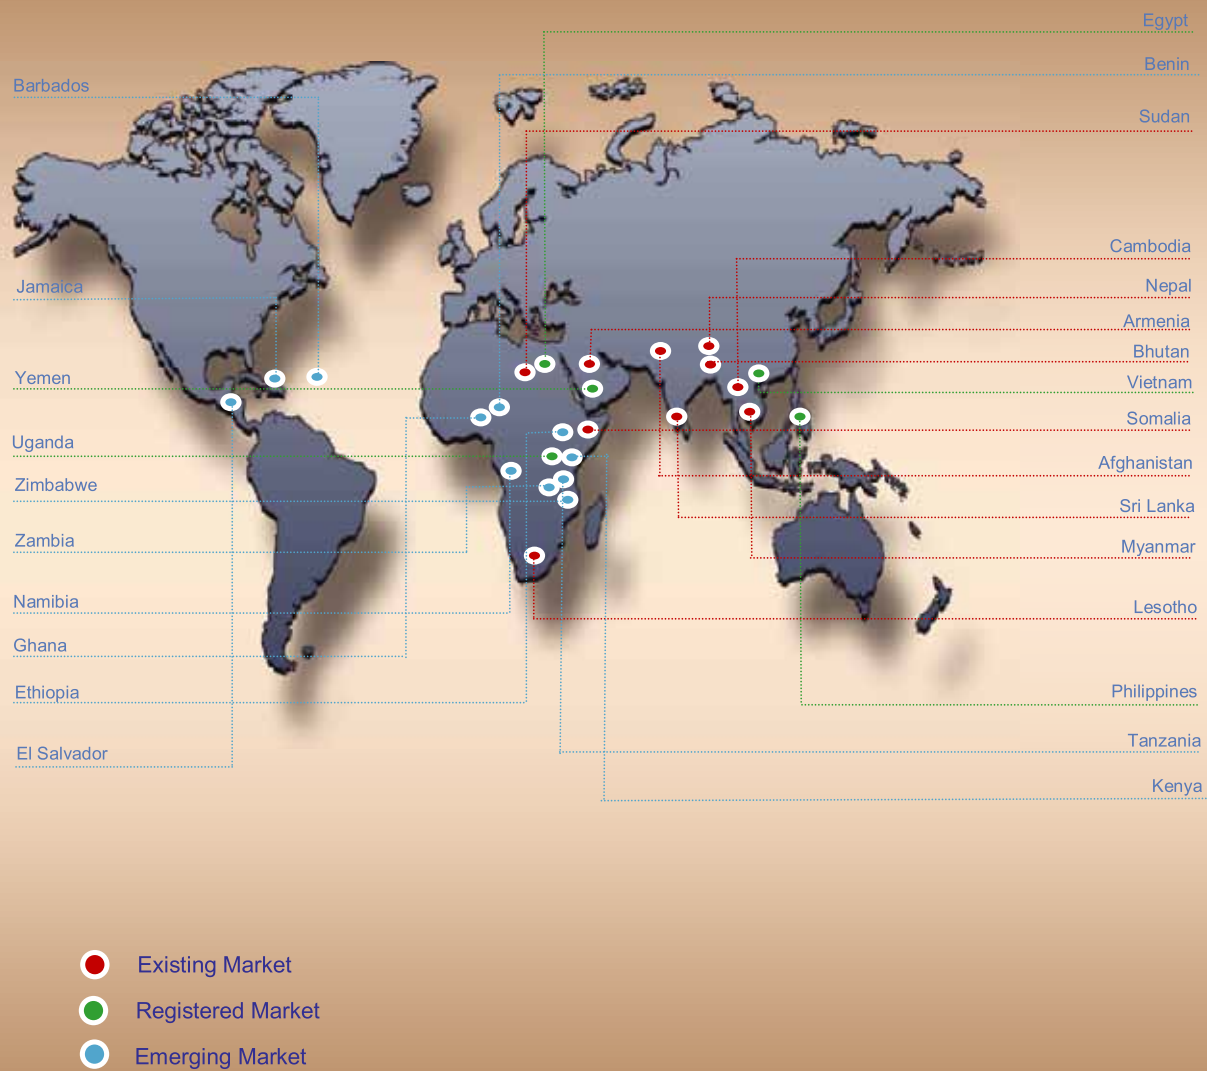 Egypt
Benin
Barbados
Sudan
Cambodia
Jamaica
Nepal
Armenia
Bhutan
Yemen
Vietnam
Somalia
Uganda
Afghanistan
Zimbabwe
Sri Lanka
Zambia
Myanmar
Namibia
Lesotho
Ghana
Ethiopia
Philippines
Tanzania
El Salvador
Kenya
Existing Market
Registered Market
Emerging Market